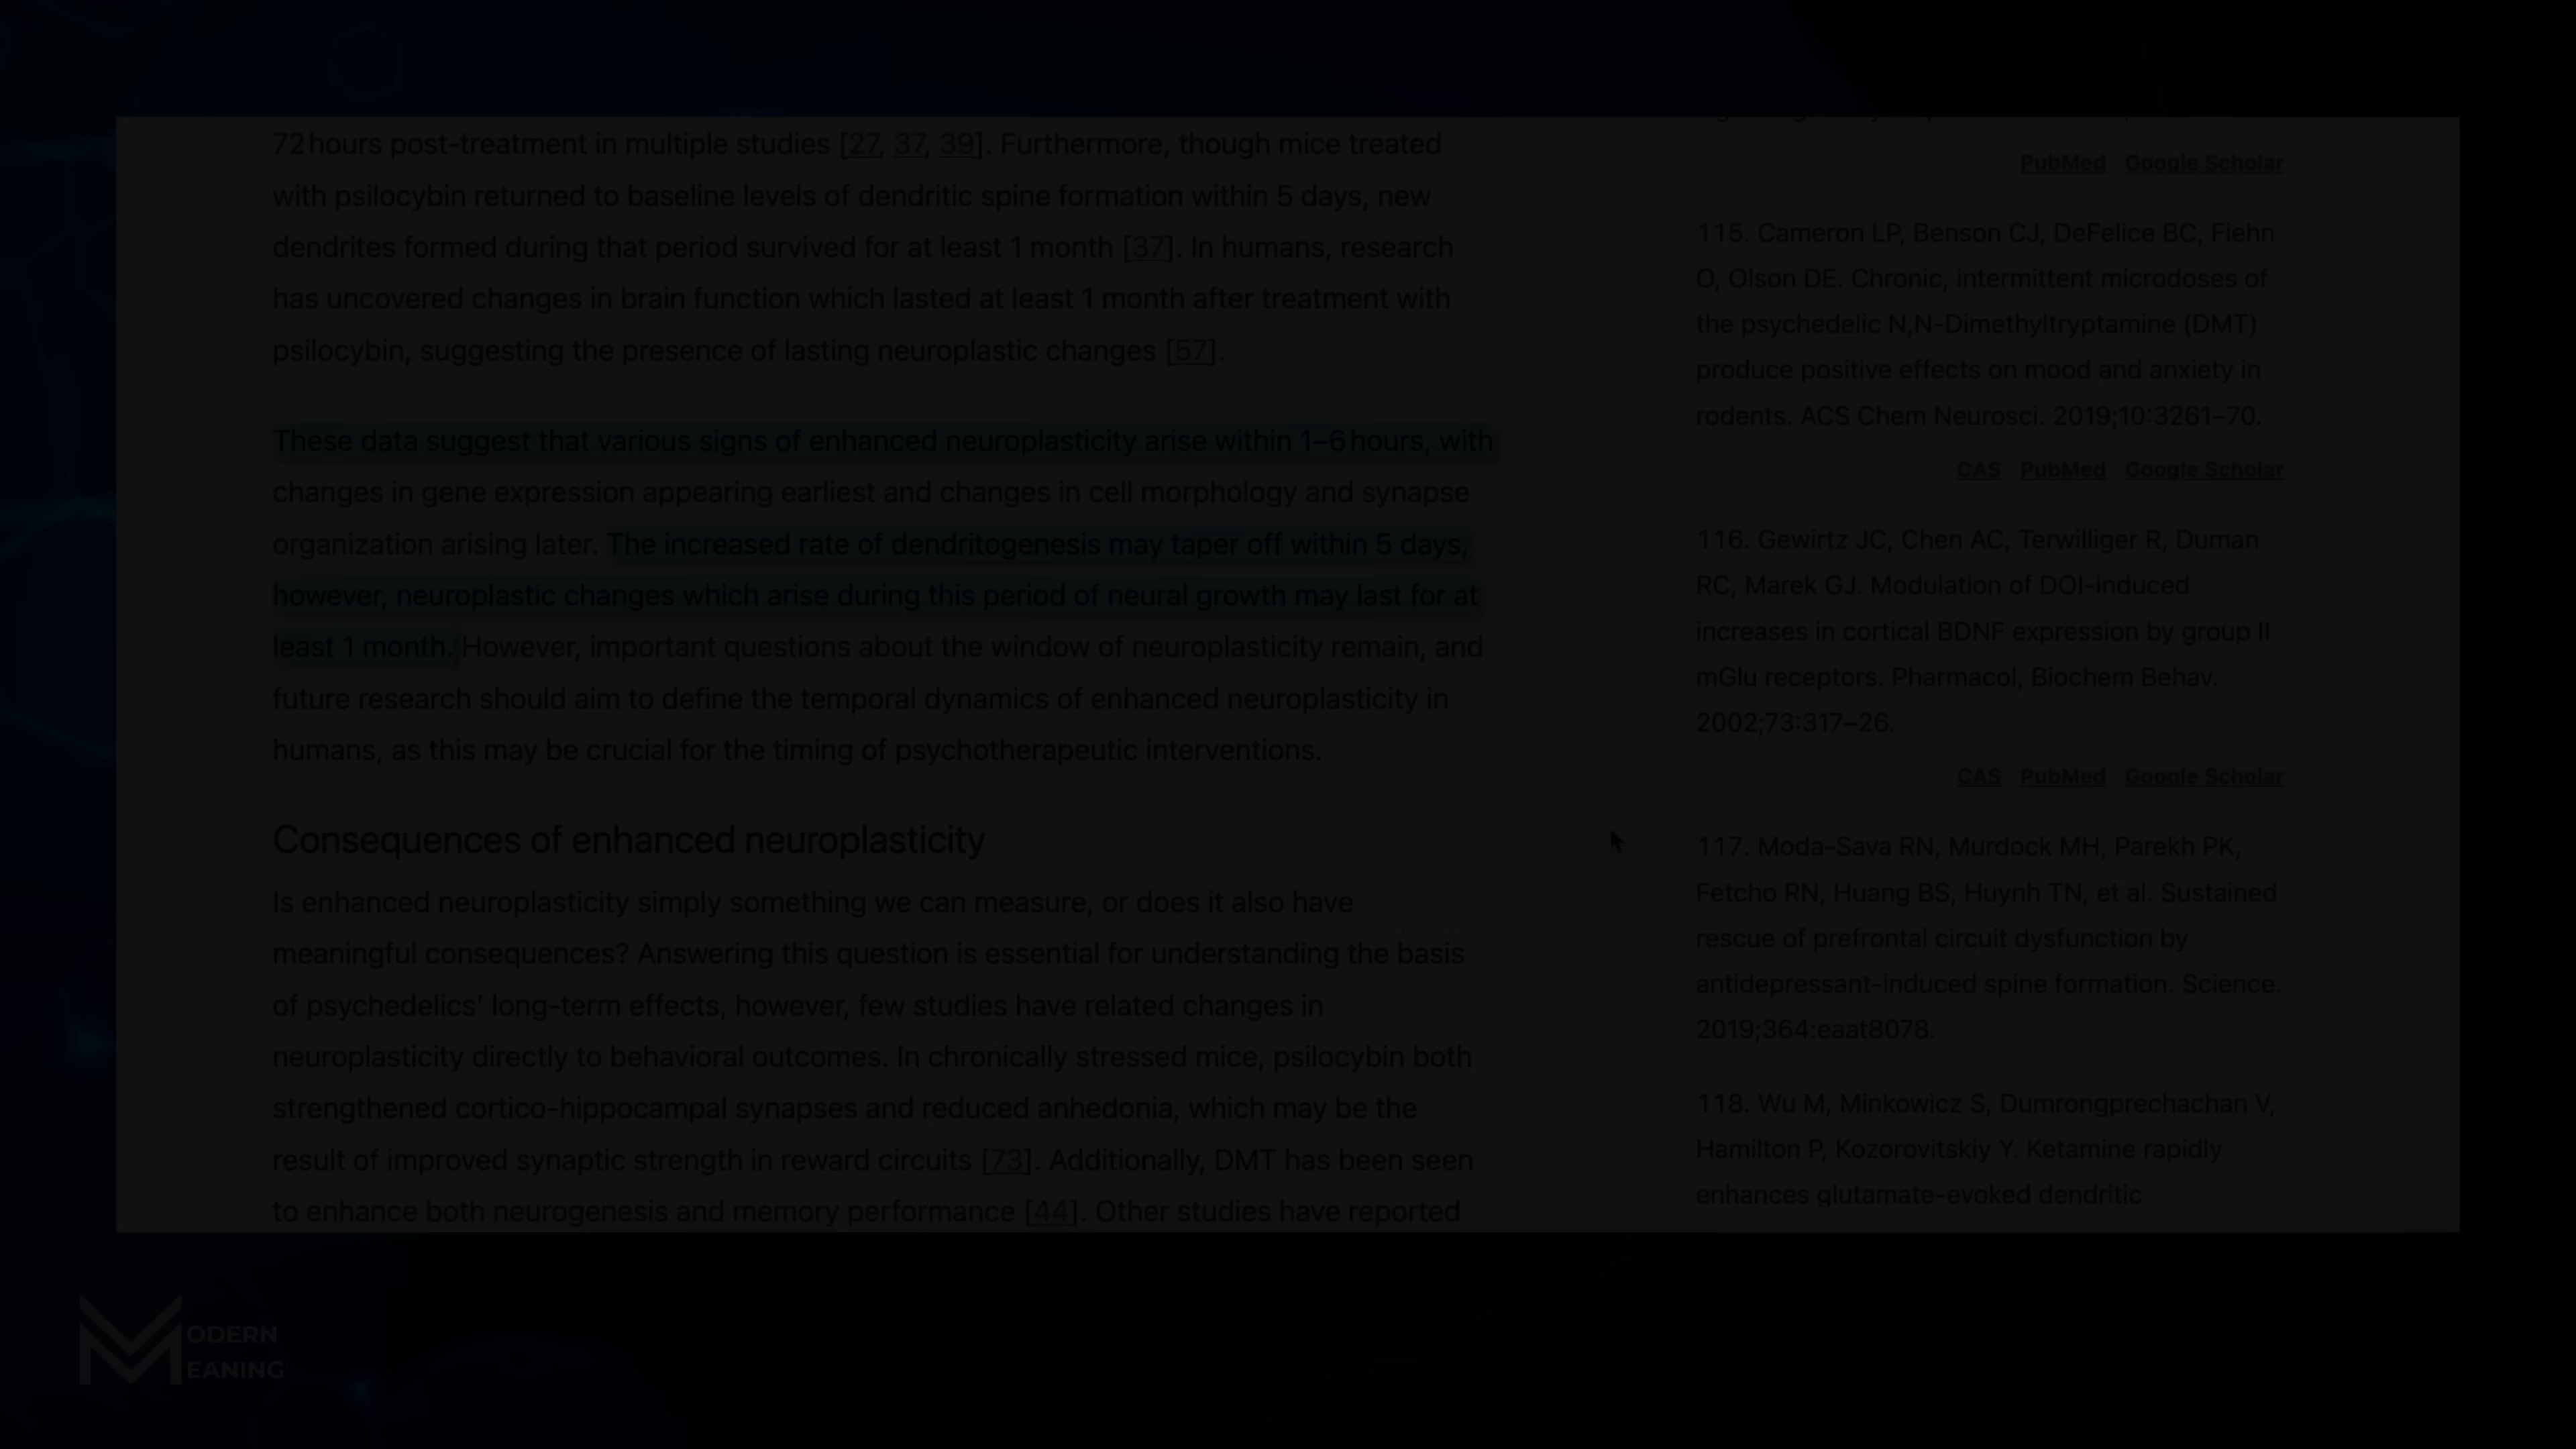 72 hours post-treatment in multiple studies [27, 37, 39]. Furthermore, though mice treated
with psilocybin returned to baseline levels of dendritic spine formation within 5 days, new
dendrites formed during that period survived for at least 1 month [37]. In humans, research
has uncovered changes in brain function which lasted at least 1 month after treatment with
psilocybin, suggesting the presence of lasting neuroplastic changes [57].
These data suggest that various signs of enhanced neuroplasticity arise within 1–6 hours, with
changes in gene expression appearing earliest and changes in cell morphology and synapse
organization arising later. The increased rate of dendritogenesis may taper off within 5 days,
however, neuroplastic changes which arise during this period of neural growth may last for at
least 1 month. However, important questions about the window of neuroplasticity remain, and
future research should aim to define the temporal dynamics of enhanced neuroplasticity in
humans, as this may be crucial for the timing of psychotherapeutic interventions.
Consequences of enhanced neuroplasticity
Is enhanced neuroplasticity simply something we can measure, or does it also have
meaningful consequences? Answering this question is essential for understanding the basis
of psychedelics' long-term effects, however, few studies have related changes in
neuroplasticity directly to behavioral outcomes. In chronically stressed mice, psilocybin both
strengthened cortico-hippocampal synapses and reduced anhedonia, which may be the
result of improved synaptic strength in reward circuits [73]. Additionally, DMT has been seen
to enhance both neurogenesis and memory performance [44]. Other studies have reported
PubMed Google Scholar
115. Cameron LP, Benson CJ, DeFelice BC, Fiehn
O, Olson DE. Chronic, intermittent microdoses of
the psychedelic N,N-Dimethyltryptamine (DMT)
produce positive effects on mood and anxiety in
rodents. ACS Chem Neurosci. 2019;10:3261–70.
CAS PubMed Google Scholar
116. Gewirtz JC, Chen AC, Terwilliger R, Duman
RC, Marek GJ. Modulation of DOI-induced
increases in cortical BDNF expression by group II
mGlu receptors. Pharmacol, Biochem Behav.
2002;73:317–26.
CAS PubMed Google Scholar
117. Moda-Sava RN, Murdock MH, Parekh PK,
Fetcho RN, Huang BS, Huynh TN, et al. Sustained
rescue of prefrontal circuit dysfunction by
antidepressant-induced spine formation. Science.
2019;364:eaat8078.
118. Wu M, Minkowicz S, Dumrongprechachan V,
Hamilton P, Kozorovitskiy Y. Ketamine rapidly
enhances glutamate-evoked dendritic
MODERN
MEANING